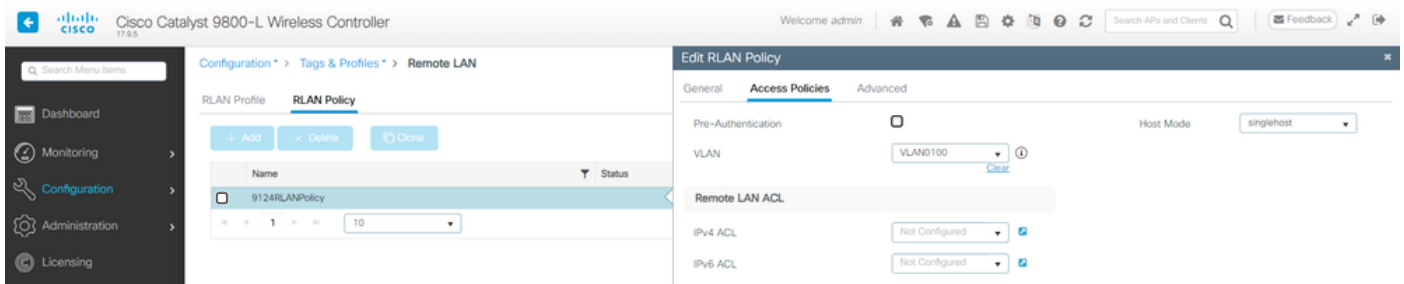 CISCO
Cisco Catalyst 9800-L Wireless Controller
17.9.5
Welcome admin
Search APs and Clients
Feedback
Search Menu Items
Dashboard
Monitoring
Configuration
Administration
Licensing
Configuration > Tags & Profiles > Remote LAN
RLAN Profile RLAN Policy
+ Add × Delete Clone
Name Status
9124RLANPolicy
1 10
Edit RLAN Policy
General Access Policies Advanced
Pre-Authentication
Host Mode singlehost
VLAN VLAN0100
Clear
Remote LAN ACL
IPv4 ACL Not Configured
IPv6 ACL Not Configured